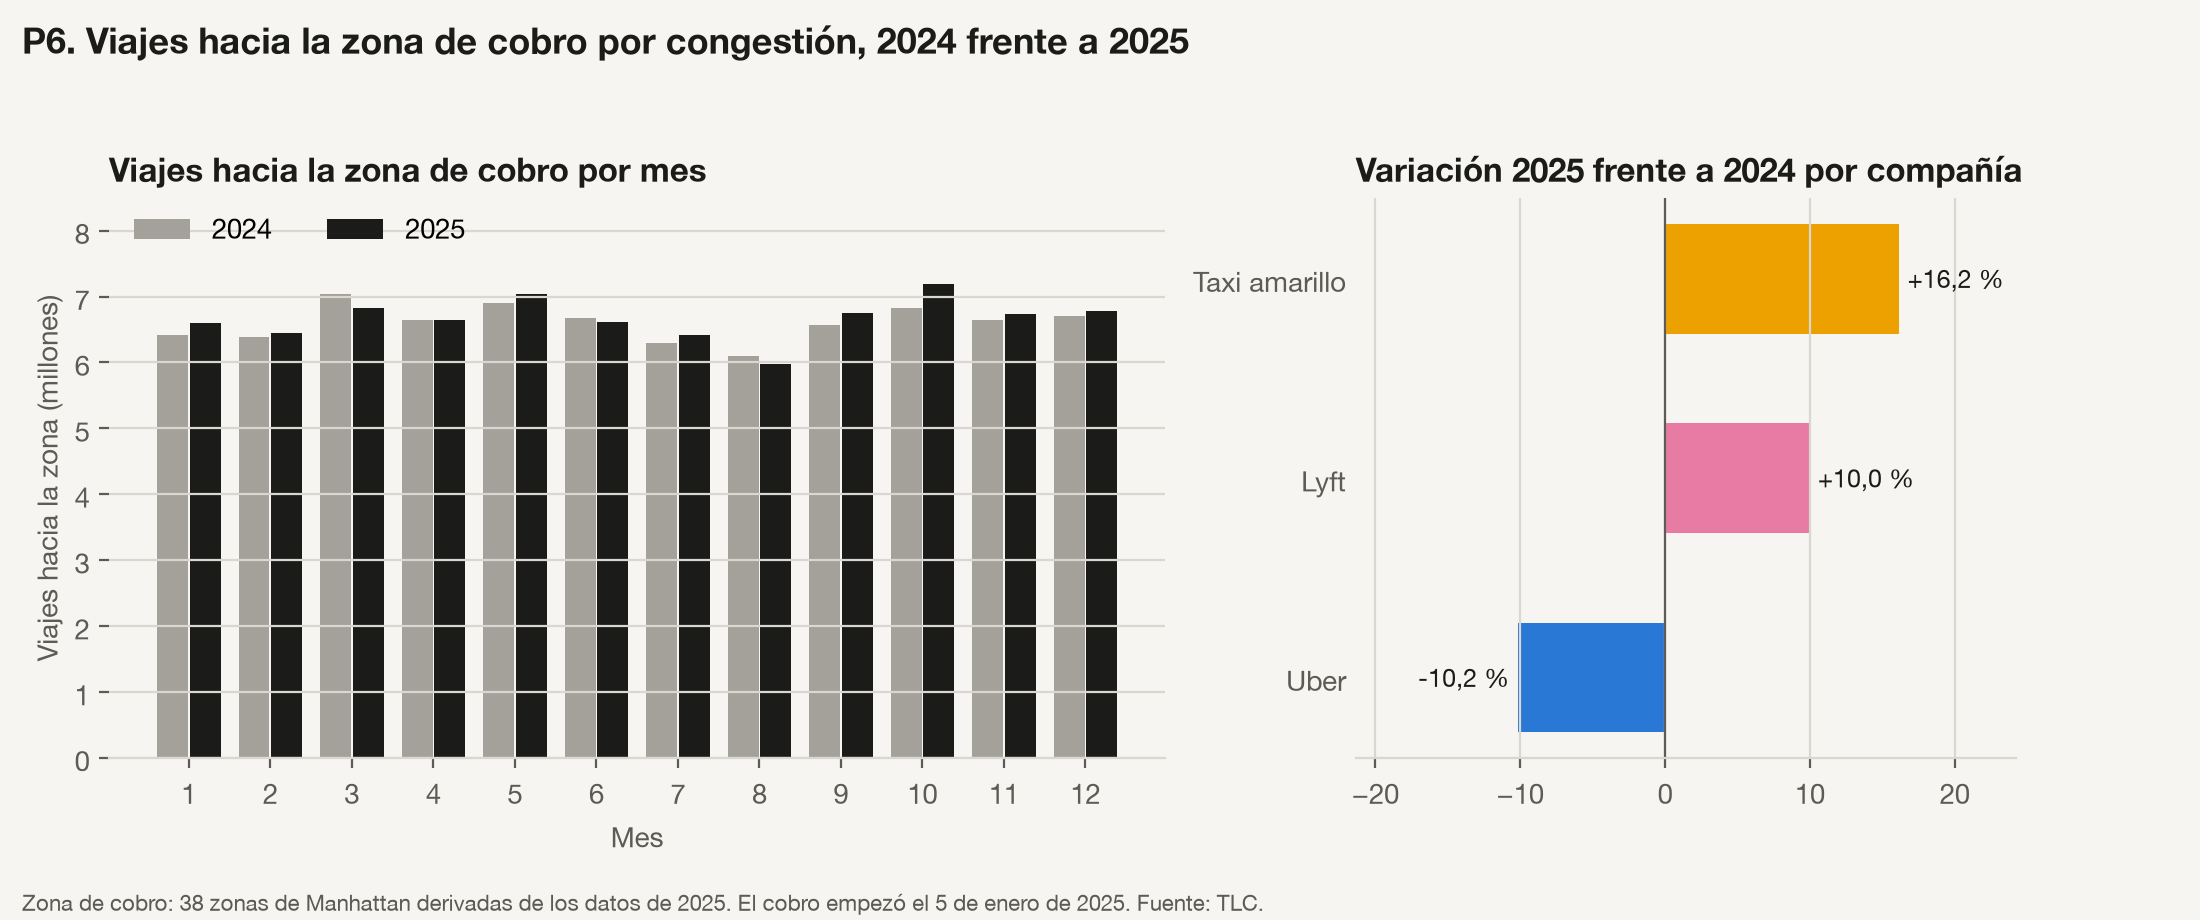 P6. Viajes hacia la zona de cobro por congestión, 2024 frente a 2025
Viajes hacia la zona de cobro por mes
2024
2025
Viajes hacia la zona (millones)
8
7
6
5
4
3
2
1
0
1 2 3 4 5 6 7 8 9 10 11 12
Mes
Variación 2025 frente a 2024 por compañía
Taxi amarillo
+16,2 %
Lyft
+10,0 %
Uber
-10,2 %
−20 −10 0 10 20
Zona de cobro: 38 zonas de Manhattan derivadas de los datos de 2025. El cobro empezó el 5 de enero de 2025. Fuente: TLC.